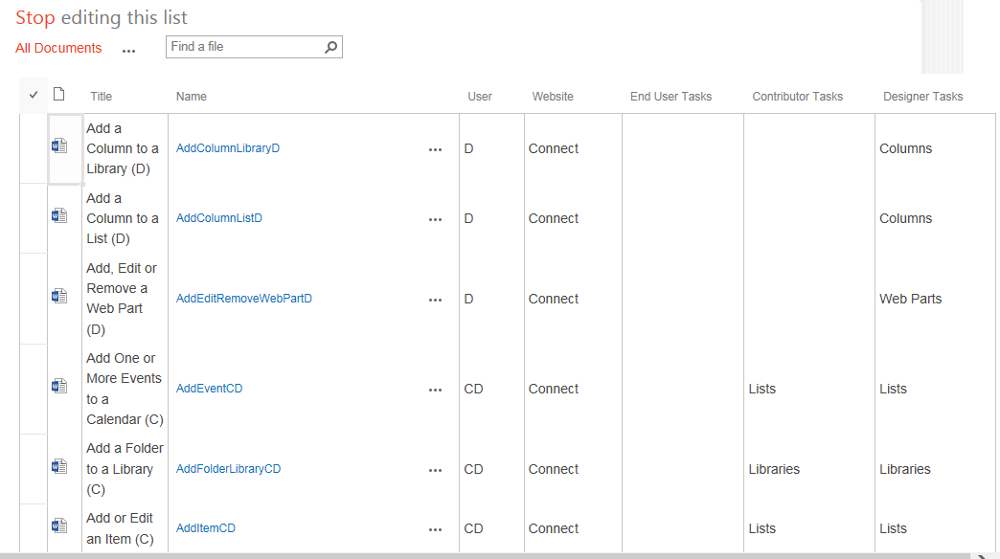 Stop editing this list
All Documents ... Find a file
Title Name User Website End User Tasks Contributor Tasks Designer Tasks
Add a
Column to a AddColumnLibraryD ... D Connect Columns
Library (D)
Add a
Column to a AddColumnListD ... D Connect Columns
List (D)
Add, Edit or
Remove a AddEditRemoveWebPartD ... D Connect Web Parts
Web Part
(D)
Add One or
More Events AddEventCD ... CD Connect Lists Lists
to a
Calendar (C)
Add a Folder
to a Library AddFolderLibraryCD ... CD Connect Libraries Libraries
(C)
Add or Edit AddItemCD ... CD Connect Lists Lists
an Item (C)